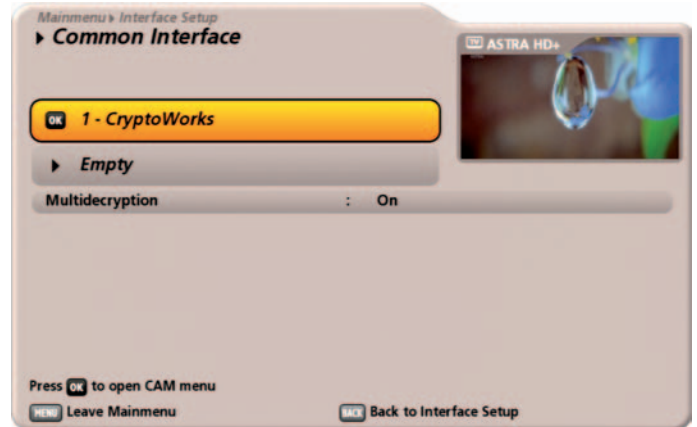 Mainmenu ▸ Interface Setup
▸ Common Interface
TV ASTRA HD+
OK 1 - CryptoWorks
▸ Empty
Multidecryption : On
Press OK to open CAM menu
MENU Leave Mainmenu BACK Back to Interface Setup